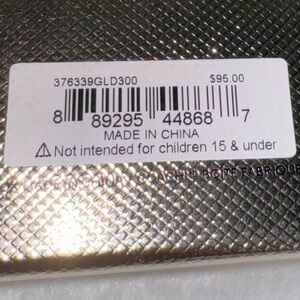 376339GLD300 $95.00
8 89295 44868 7
MADE IN CHINA
⚠ Not intended for children 15 & under